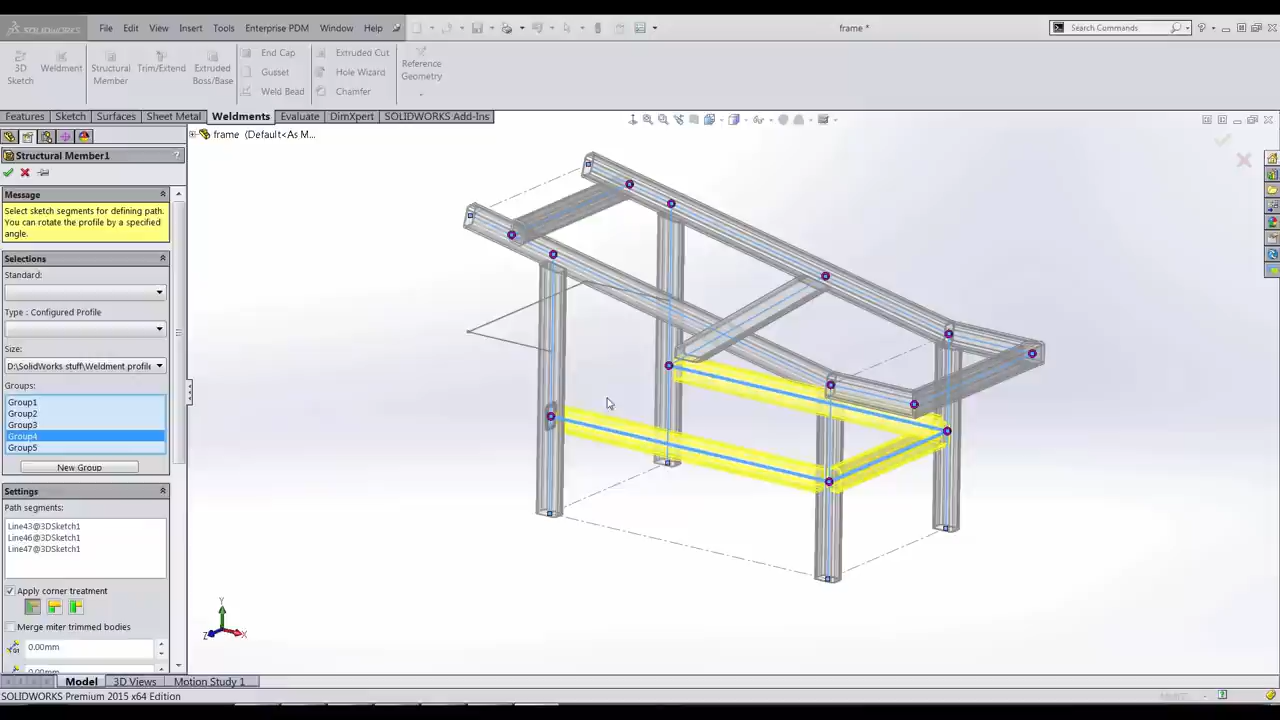 SOLIDWORKS
File Edit View Insert Tools Enterprise PDM Window Help
frame *
Search Commands
3D Sketch
Weldment
Structural Member
Trim/Extend
Extruded Boss/Base
End Cap
Gusset
Weld Bead
Extruded Cut
Hole Wizard
Chamfer
Reference Geometry
Features Sketch Surfaces Sheet Metal Weldments Evaluate DimXpert SOLIDWORKS Add-Ins
frame (Default<As M...
Structural Member1
?
Message
Select sketch segments for defining path.
You can rotate the profile by a specified
angle.
Selections
Standard:
Type : Configured Profile
Size:
D:\SolidWorks stuff\Weldment profile
Groups:
Group1
Group2
Group3
Group4
Group5
New Group
Settings
Path segments:
Line43@3DSketch1
Line46@3DSketch1
Line47@3DSketch1
Apply corner treatment
Merge miter trimmed bodies
0.00mm
Y
Z X
Model 3D Views Motion Study 1
SOLIDWORKS Premium 2015 x64 Edition